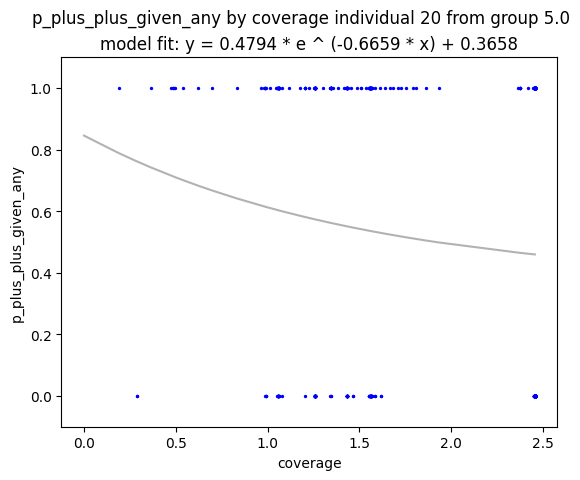 p_plus_plus_given_any by coverage individual 20 from group 5.0
model fit: y = 0.4794 * e ^ (-0.6659 * x) + 0.3658
1.0
0.8
0.6
0.4
0.2
0.0
p_plus_plus_given_any
0.0 0.5 1.0 1.5 2.0 2.5
coverage